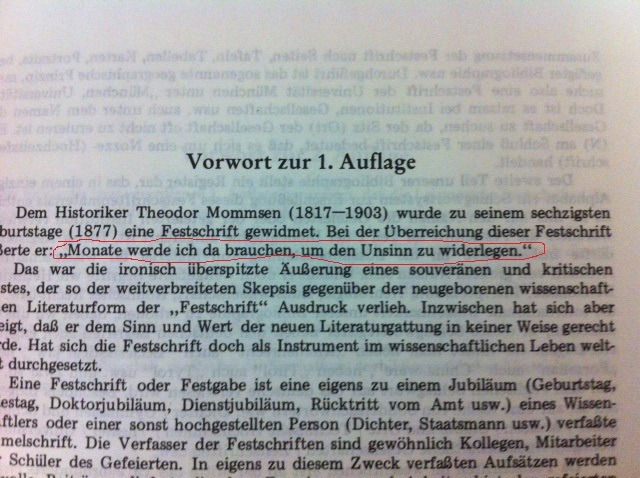 Vorwort zur 1. Auflage
Dem Historiker Theodor Mommsen (1817—1903) wurde zu seinem sechzigsten
burtstage (1877) eine Festschrift gewidmet. Bei der Überreichung dieser Festschrift
ßerte er: „Monate werde ich da brauchen, um den Unsinn zu widerlegen.“
Das war die ironisch überspitzte Äußerung eines souveränen und kritischen
stes, der so der weitverbreiteten Skepsis gegenüber der neugeborenen wissenschaft-
en Literaturform der „Festschrift“ Ausdruck verlieh. Inzwischen hat sich aber
eigt, daß er dem Sinn und Wert der neuen Literaturgattung in keiner Weise gerecht
rde. Hat sich die Festschrift doch als Instrument im wissenschaftlichen Leben welt-
t durchgesetzt.
Eine Festschrift oder Festgabe ist eine eigens zu einem Jubiläum (Geburtstag,
estag, Doktorjubiläum, Dienstjubiläum, Rücktritt vom Amt usw.) eines Wissen-
aftlers oder einer sonst hochgestellten Person (Dichter, Staatsmann usw.) verfaßte
mmelschrift. Die Verfasser der Festschriften sind gewöhnlich Kollegen, Mitarbeiter
r Schüler des Gefeierten. In eigens zu diesem Zweck verfaßten Aufsätzen werden